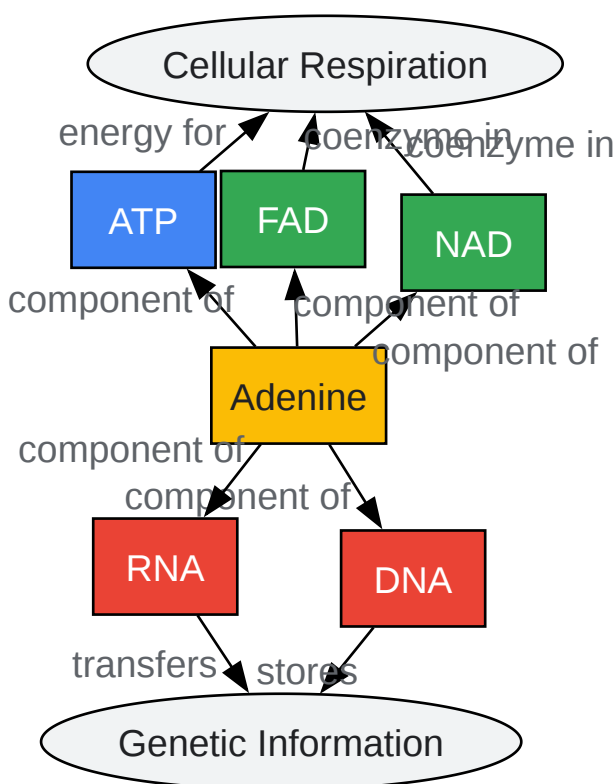 Cellular Respiration
energy for
coenzyme in
coenzyme in
ATP
FAD
NAD
component of
component of
component of
Adenine
component of
component of
RNA
DNA
transfers
stores
Genetic Information